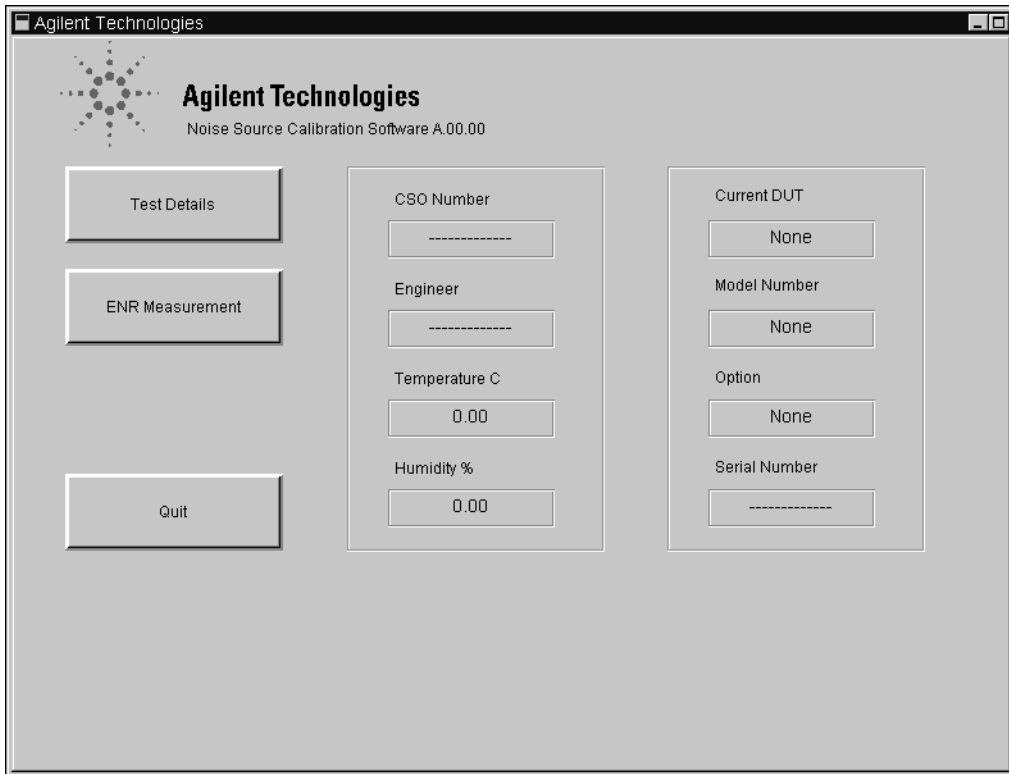 Agilent Technologies
Agilent Technologies
Noise Source Calibration Software A.00.00
Test Details
ENR Measurement
Quit
CSO Number
-------------
Engineer
-------------
Temperature C
0.00
Humidity %
0.00
Current DUT
None
Model Number
None
Option
None
Serial Number
-------------